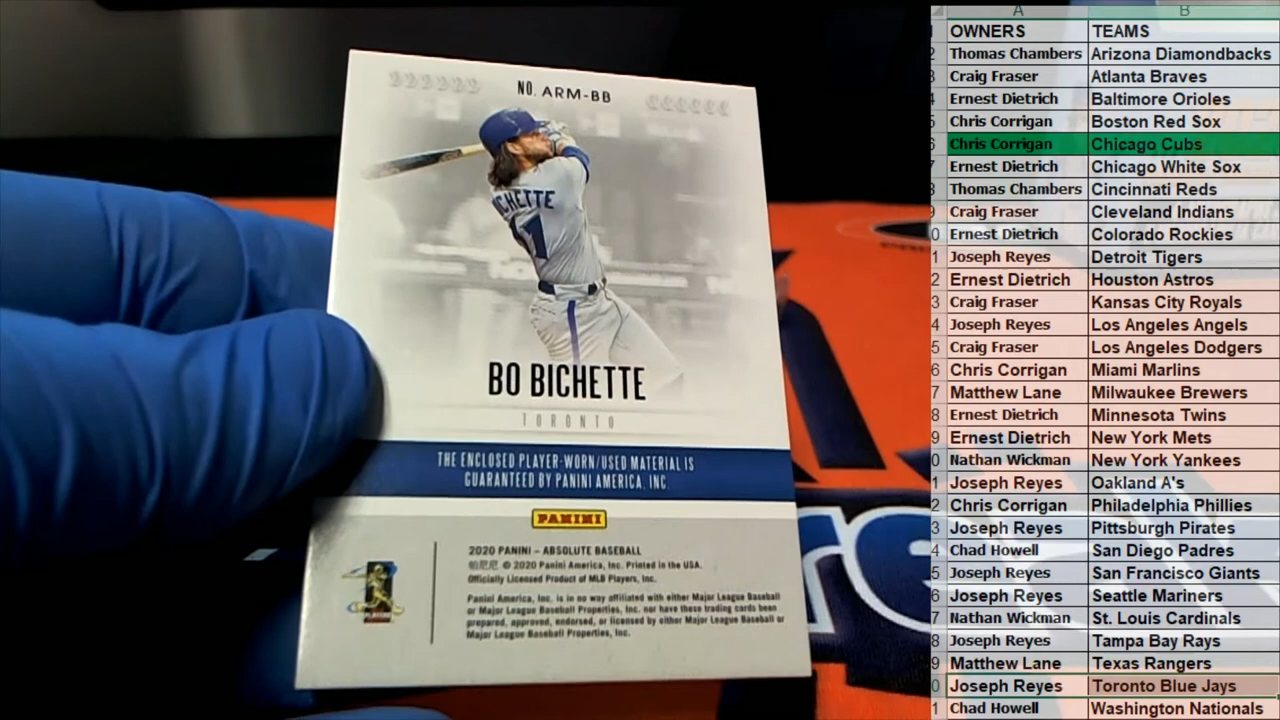 NO. ARM-BB
BO BICHETTE
TORONTO
THE ENCLOSED PLAYER-WORN/USED MATERIAL IS
GUARANTEED BY PANINI AMERICA, INC.
PANINI
2020 PANINI – ABSOLUTE BASEBALL
帕尼尼 © 2020 Panini America, Inc. Printed in the USA.
Officially Licensed Product of MLB Players, Inc.
Panini America, Inc. is in no way affiliated with either Major League Baseball
or Major League Baseball Properties, Inc. nor have these trading cards been
prepared, approved, endorsed, or licensed by either Major League Baseball or
Major League Baseball Properties, Inc.
A B
OWNERS TEAMS
Thomas Chambers Arizona Diamondbacks
Craig Fraser Atlanta Braves
Ernest Dietrich Baltimore Orioles
Chris Corrigan Boston Red Sox
Chris Corrigan Chicago Cubs
Ernest Dietrich Chicago White Sox
Thomas Chambers Cincinnati Reds
Craig Fraser Cleveland Indians
Ernest Dietrich Colorado Rockies
Joseph Reyes Detroit Tigers
Ernest Dietrich Houston Astros
Craig Fraser Kansas City Royals
Joseph Reyes Los Angeles Angels
Craig Fraser Los Angeles Dodgers
Chris Corrigan Miami Marlins
Matthew Lane Milwaukee Brewers
Ernest Dietrich Minnesota Twins
Ernest Dietrich New York Mets
Nathan Wickman New York Yankees
Joseph Reyes Oakland A's
Chris Corrigan Philadelphia Phillies
Joseph Reyes Pittsburgh Pirates
Chad Howell San Diego Padres
Joseph Reyes San Francisco Giants
Joseph Reyes Seattle Mariners
Nathan Wickman St. Louis Cardinals
Joseph Reyes Tampa Bay Rays
Matthew Lane Texas Rangers
Joseph Reyes Toronto Blue Jays
Chad Howell Washington Nationals